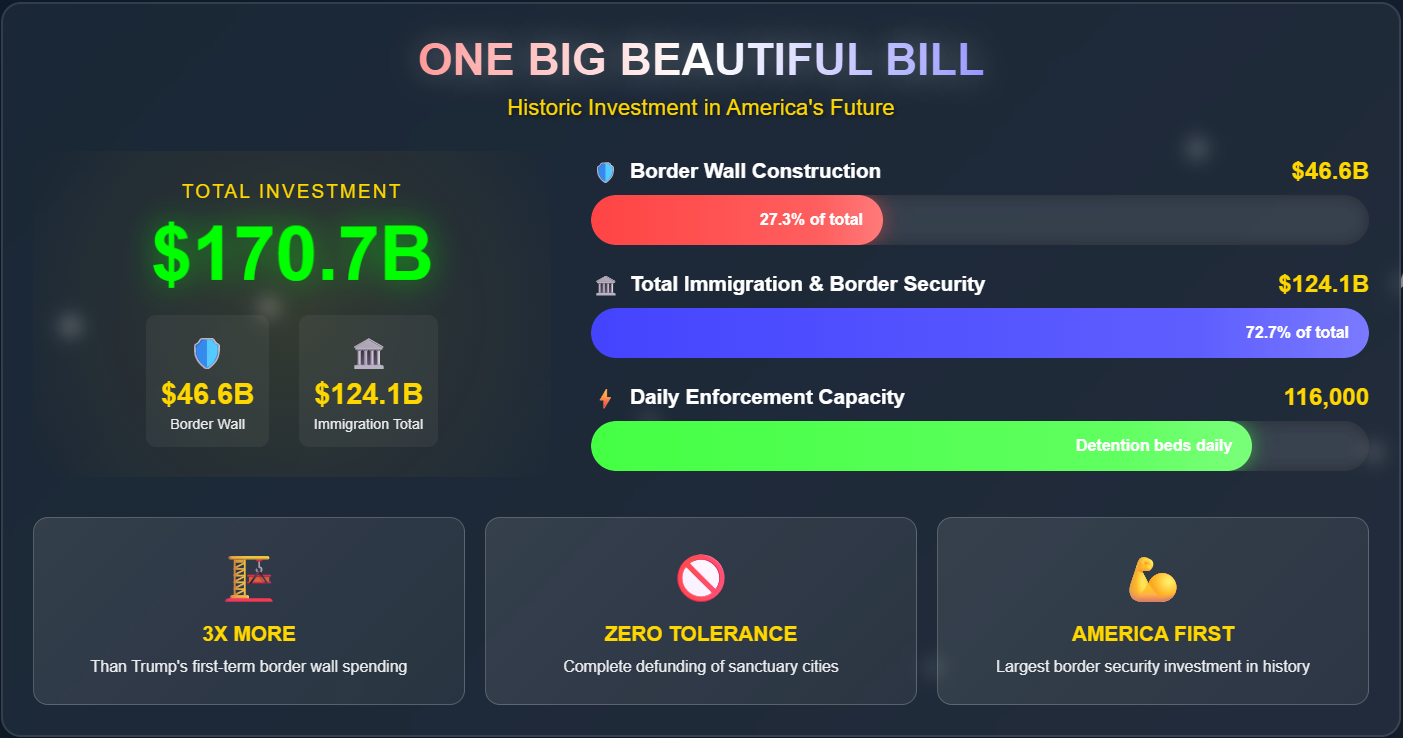 ONE BIG BEAUTIFUL BILL
Historic Investment in America's Future
TOTAL INVESTMENT
$170.7B
$46.6B
Border Wall
$124.1B
Immigration Total
Border Wall Construction
$46.6B
27.3% of total
Total Immigration & Border Security
$124.1B
72.7% of total
Daily Enforcement Capacity
116,000
Detention beds daily
3X MORE
Than Trump's first-term border wall spending
ZERO TOLERANCE
Complete defunding of sanctuary cities
AMERICA FIRST
Largest border security investment in history